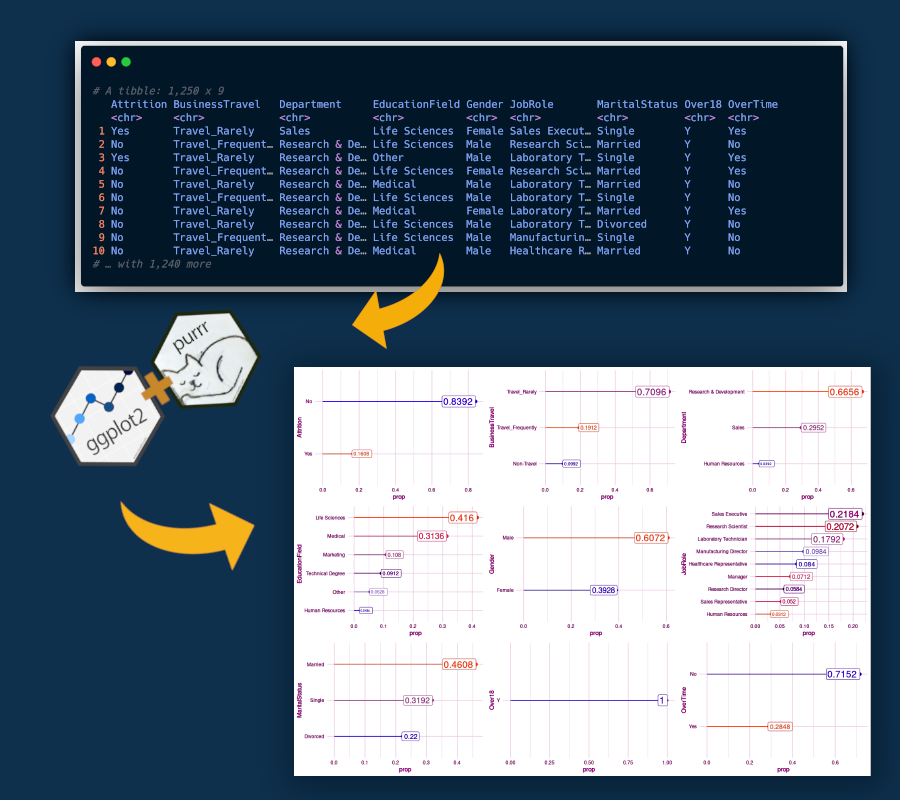 # A tibble: 1,250 x 9
Attrition BusinessTravel Department EducationField Gender JobRole MaritalStatus Over18 OverTime
<chr> <chr> <chr> <chr> <chr> <chr> <chr> <chr> <chr>
1 Yes Travel_Rarely Sales Life Sciences Female Sales Execut… Single Y Yes
2 No Travel_Frequent… Research & De… Life Sciences Male Research Sci… Married Y No
3 Yes Travel_Rarely Research & De… Other Male Laboratory T… Single Y Yes
4 No Travel_Frequent… Research & De… Life Sciences Female Research Sci… Married Y Yes
5 No Travel_Rarely Research & De… Medical Male Laboratory T… Married Y No
6 No Travel_Frequent… Research & De… Life Sciences Male Laboratory T… Single Y No
7 No Travel_Rarely Research & De… Medical Female Laboratory T… Married Y Yes
8 No Travel_Rarely Research & De… Life Sciences Male Laboratory T… Divorced Y No
9 No Travel_Frequent… Research & De… Life Sciences Male Manufacturin… Single Y No
10 No Travel_Rarely Research & De… Medical Male Healthcare R… Married Y No
# … with 1,240 more
purrr
ggplot2
Attrition
No 0.8392
Yes 0.1608
0.0 0.2 0.4 0.6 0.8
prop
BusinessTravel
Travel_Rarely 0.7096
Travel_Frequently 0.1912
Non-Travel 0.0992
0.0 0.2 0.4 0.6
prop
Department
Research & Development 0.6656
Sales 0.2952
Human Resources 0.0392
0.0 0.2 0.4 0.6
prop
EducationField
Life Sciences 0.416
Medical 0.3136
Marketing 0.108
Technical Degree 0.0912
Other 0.0528
Human Resources
0.0 0.1 0.2 0.3 0.4
prop
Gender
Male 0.6072
Female 0.3928
0.0 0.2 0.4 0.6
prop
JobRole
Sales Executive 0.2184
Research Scientist 0.2072
Laboratory Technician 0.1792
Manufacturing Director 0.0984
Healthcare Representative 0.084
Manager 0.0712
Research Director 0.0584
Sales Representative 0.052
Human Resources 0.0312
0.00 0.05 0.10 0.15 0.20
prop
MaritalStatus
Married 0.4608
Single 0.3192
Divorced 0.22
0.0 0.1 0.2 0.3 0.4
prop
Over18
Y 1
0.00 0.25 0.50 0.75 1.00
prop
OverTime
No 0.7152
Yes 0.2848
0.0 0.2 0.4 0.6
prop